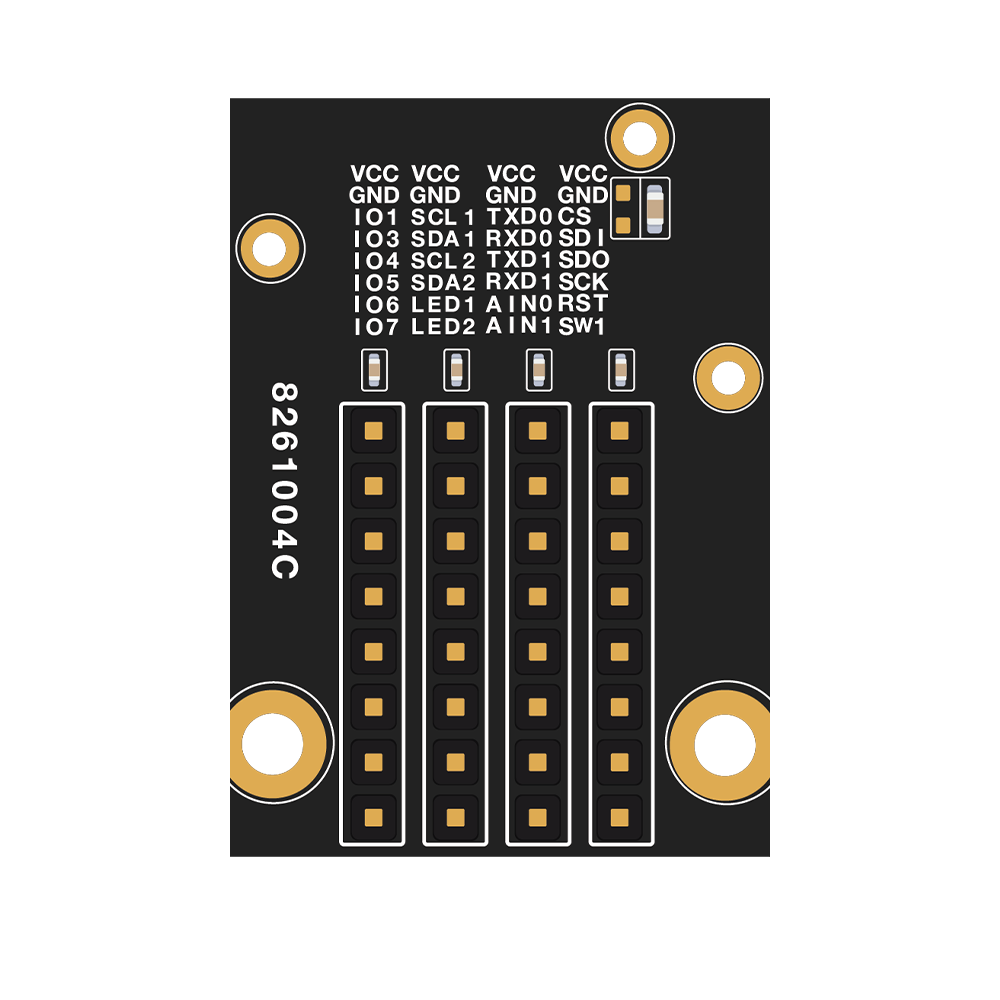 VCC VCC VCC VCC
GND GND GND GND
IO1 SCL1 TXD0 CS
IO3 SDA1 RXD0 SDI
IO4 SCL2 TXD1 SDO
IO5 SDA2 RXD1 SCK
IO6 LED1 AIN0 RST
IO7 LED2 AIN1 SW1
8261004C